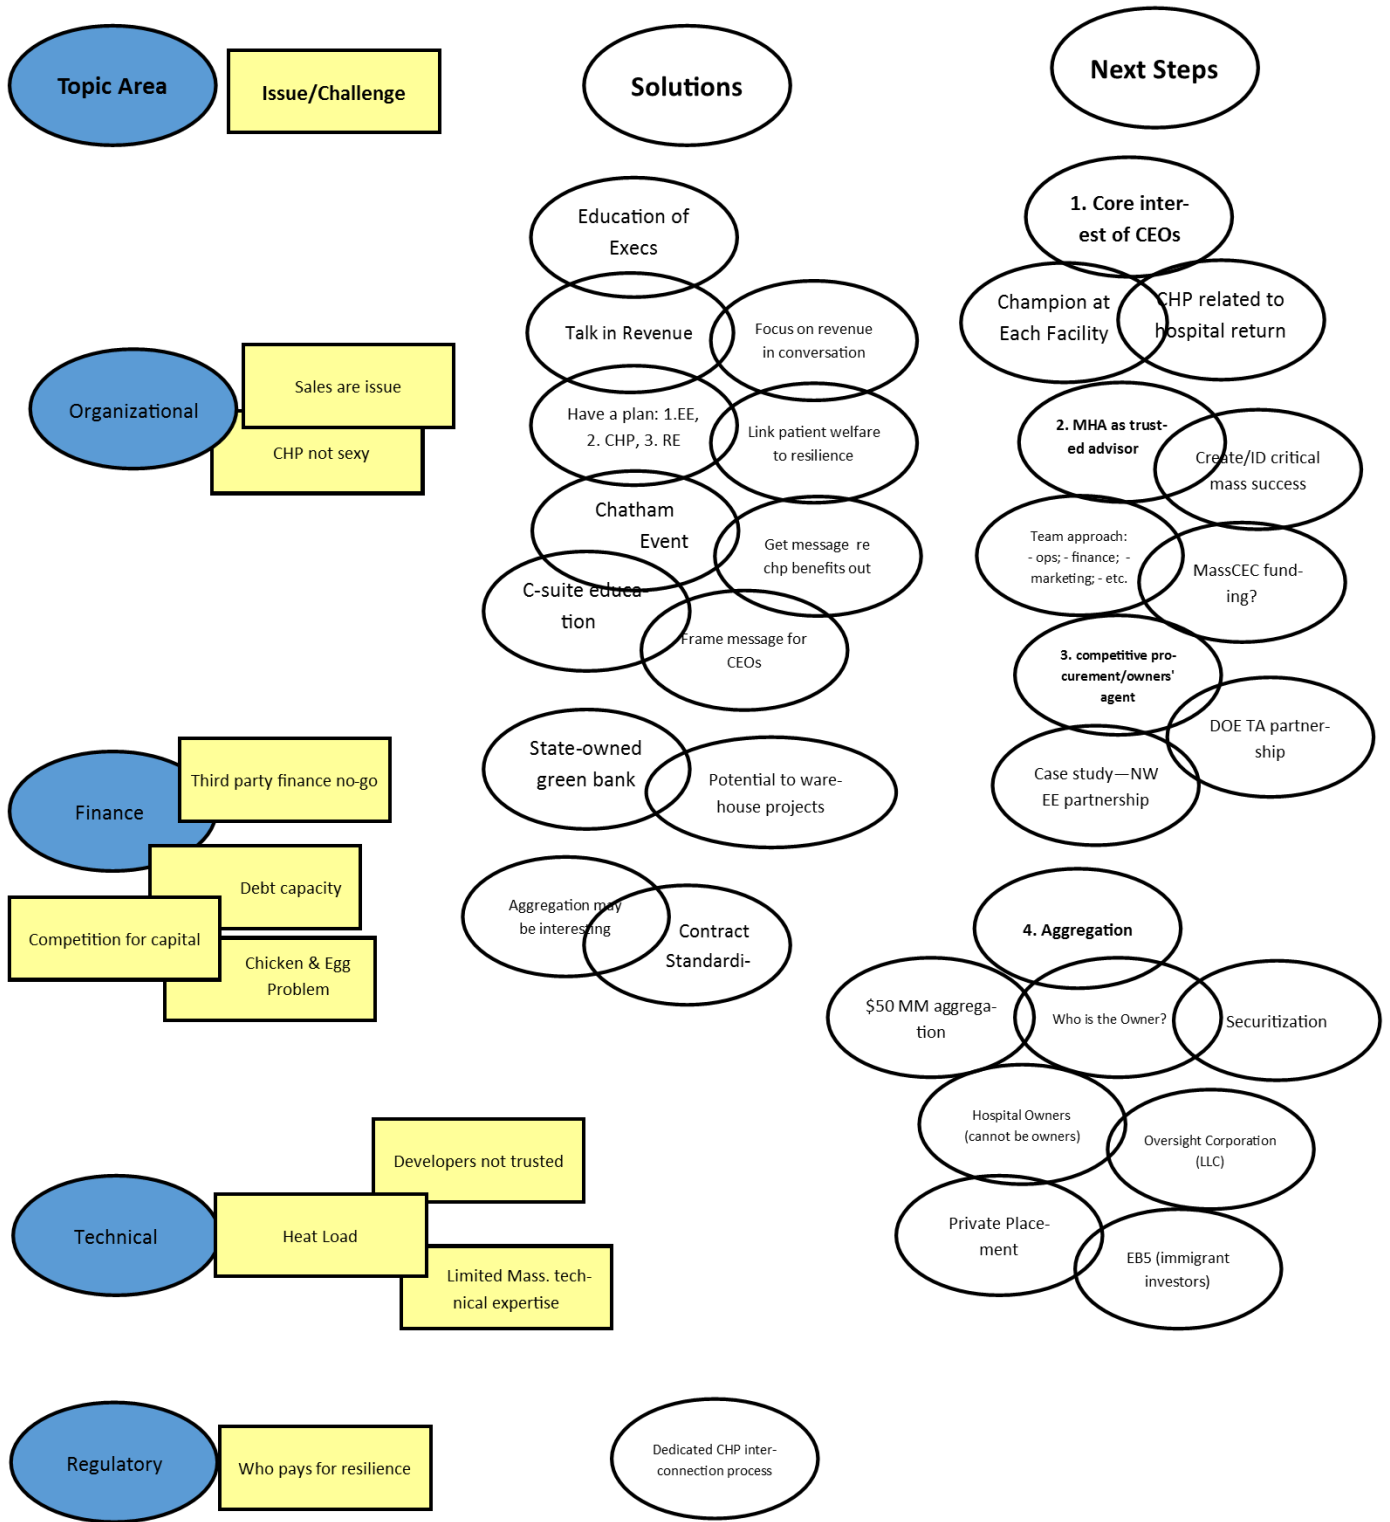 Topic Area
Issue/Challenge
Solutions
Next Steps
Organizational
Sales are issue
CHP not sexy
Education of
Execs
Talk in Revenue
Focus on revenue
in conversation
Have a plan: 1.EE,
2. CHP, 3. RE
Link patient welfare
to resilience
Chatham
Event
Get message  re
chp benefits out
C-suite educa-
tion
Frame message for
CEOs
1. Core inter-
est of CEOs
Champion at
Each Facility
CHP related to
hospital return
2. MHA as trust-
ed advisor
Create/ID critical
mass success
Team approach:
- ops; - finance;  -
marketing; - etc.
MassCEC fund-
ing?
3. competitive pro-
curement/owners'
agent
DOE TA partner-
ship
Case study—NW
EE partnership
Finance
Third party finance no-go
Debt capacity
Competition for capital
Chicken & Egg
Problem
State-owned
green bank
Potential to ware-
house projects
Aggregation may
be interesting
Contract
Standardi-
4. Aggregation
$50 MM aggrega-
tion
Who is the Owner?
Securitization
Hospital Owners
(cannot be owners)
Oversight Corporation
(LLC)
Private Place-
ment
EB5 (immigrant
investors)
Technical
Developers not trusted
Heat Load
Limited Mass. tech-
nical expertise
Regulatory
Who pays for resilience
Dedicated CHP inter-
connection process